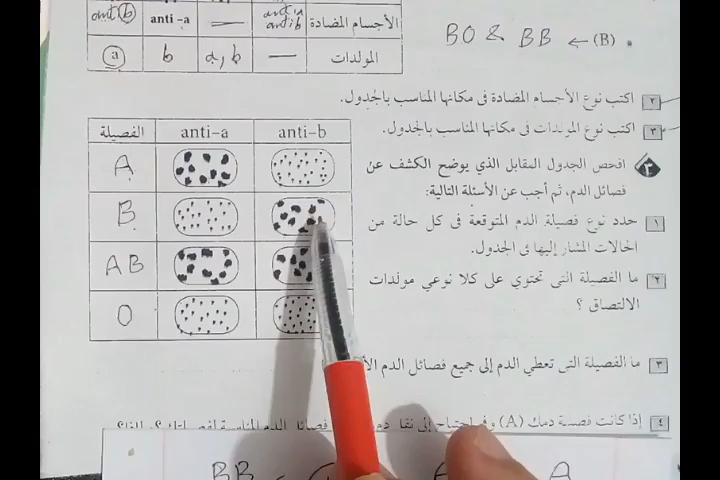 الأجسام المضادة anti a anti b — anti -a anti b
المولدات — a, b b a
(B) ← BB & BO
٢ اكتب نوع الأجسام المضادة فى مكانها المناسب بالجدول.
٣ اكتب نوع المولدات فى مكانها المناسب بالجدول.
٣ افحص الجدول المقابل الذي يوضح الكشف عن
فصائل الدم، ثم أجب عن الأسئلة التالية:
١ حدد نوع فصيلة الدم المتوقعة فى كل حالة من
الحالات المشار إليها فى الجدول.
٢ ما الفصيلة التى تحتوي على كلا نوعي مولدات
الالتصاق ؟
٣ ما الفصيلة التى تعطي الدم إلى جميع فصائل الدم
٤ إذا كانت فصيلة دمك (A)
الفصيلة anti-a anti-b
A
B
AB
O
BB A